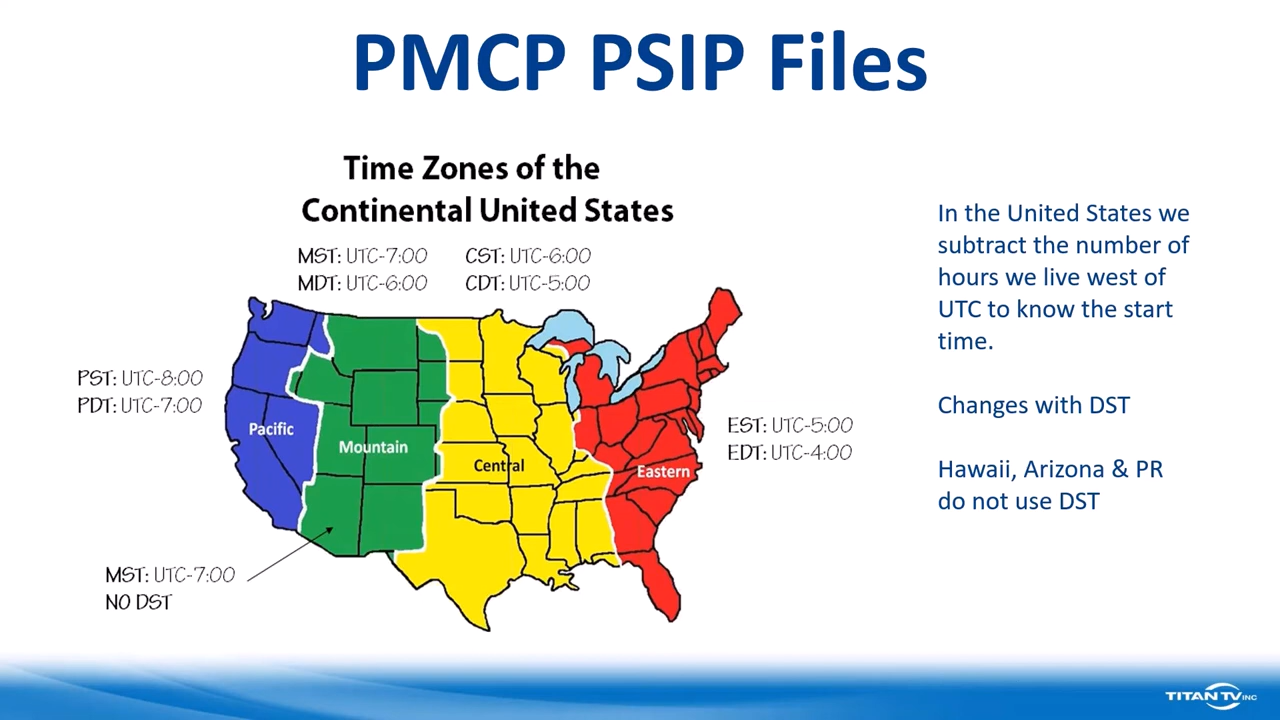 PMCP PSIP Files
Time Zones of the
Continental United States
MST: UTC-7:00 CST: UTC-6:00
MDT: UTC-6:00 CDT: UTC-5:00
PST: UTC-8:00
PDT: UTC-7:00
Pacific
Mountain
Central
Eastern
EST: UTC-5:00
EDT: UTC-4:00
MST: UTC-7:00
NO DST
In the United States we
subtract the number of
hours we live west of
UTC to know the start
time.
Changes with DST
Hawaii, Arizona & PR
do not use DST
TITAN TV INC